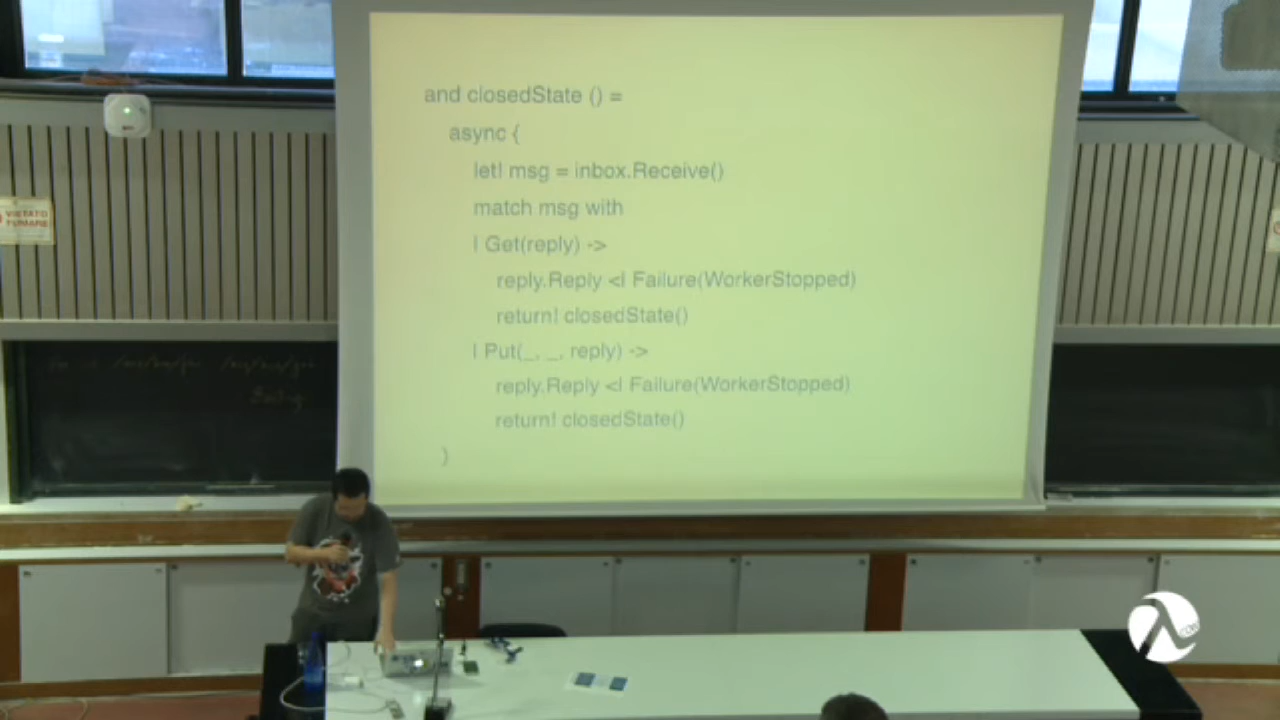 and closedState () =
async {
let! msg = inbox.Receive()
match msg with
| Get(reply) ->
reply.Reply <| Failure(WorkerStopped)
return! closedState()
| Put(_, _, reply) ->
reply.Reply <| Failure(WorkerStopped)
return! closedState()
}
VIETATO
FUMARE